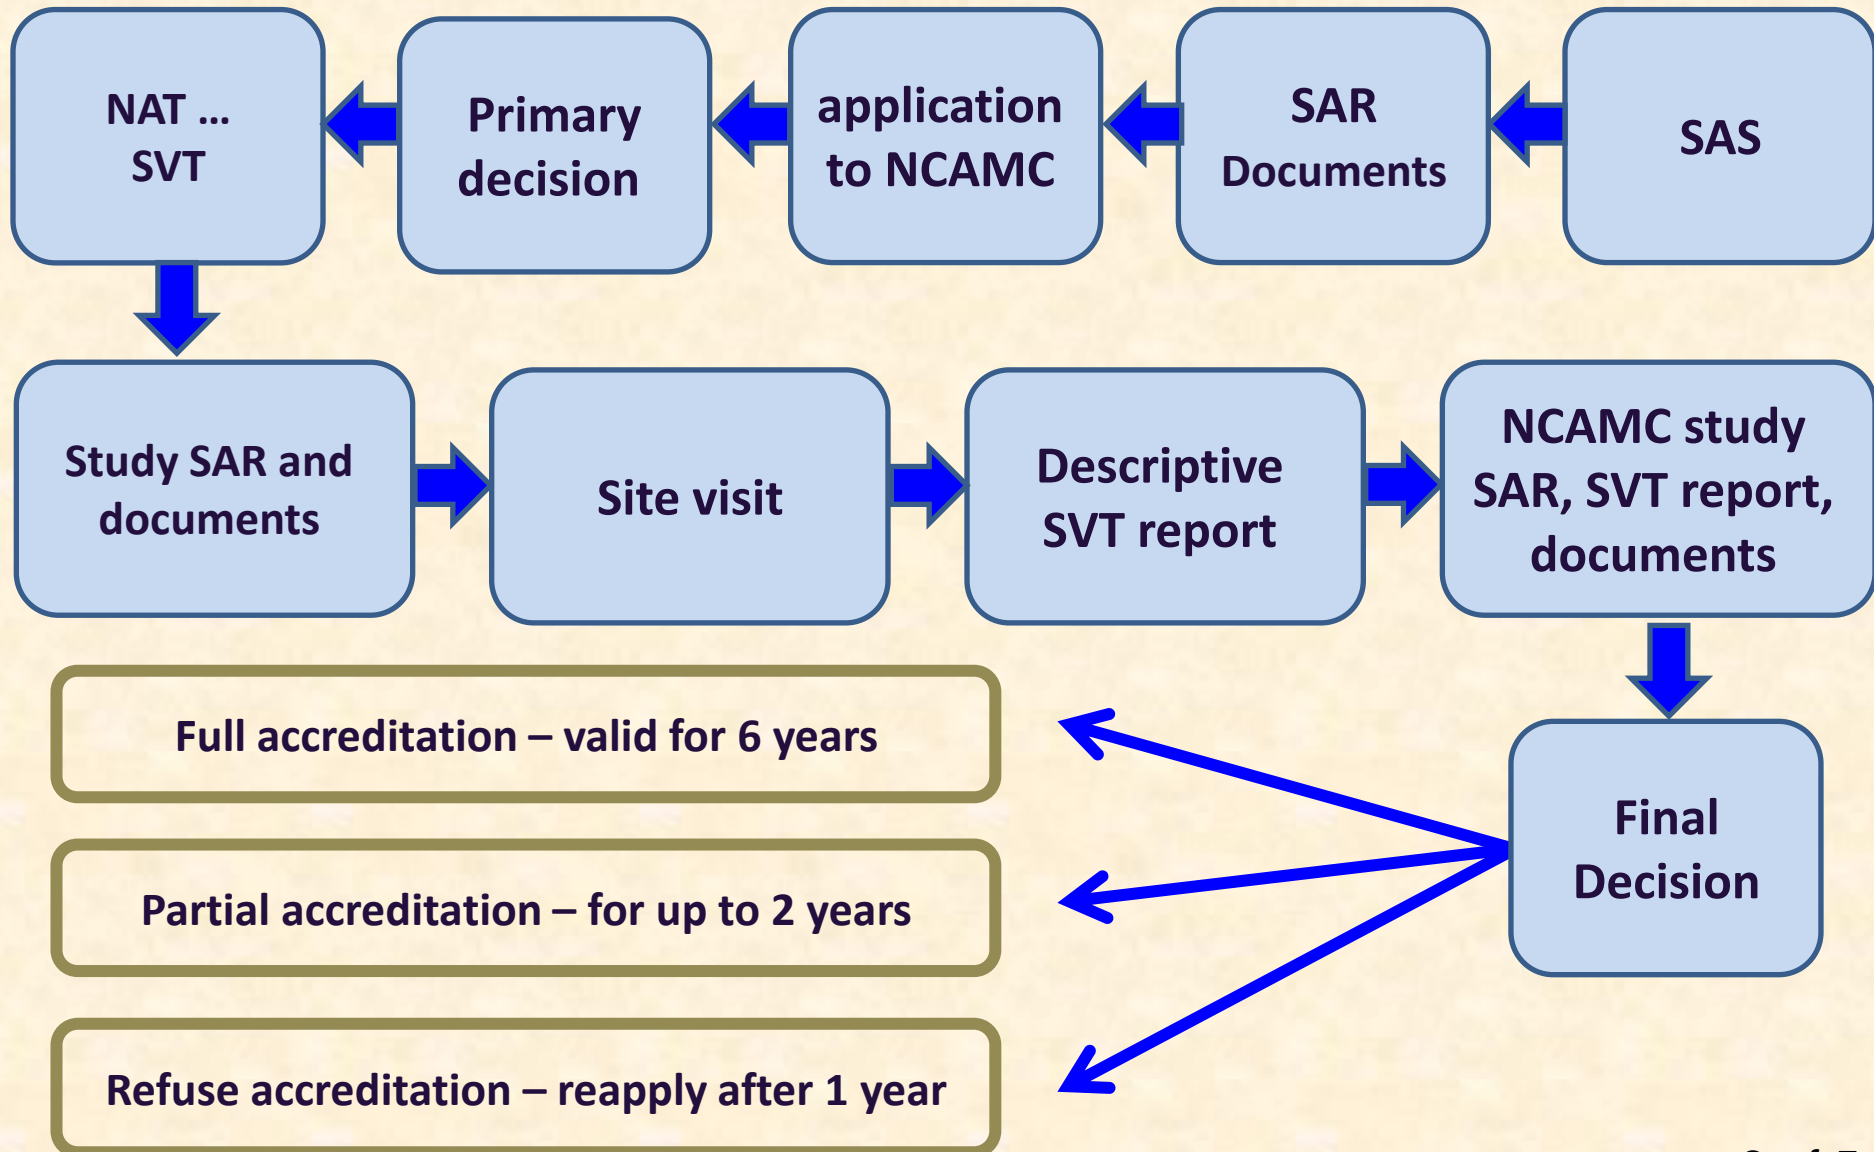 NAT ...
SVT
Primary
decision
application
to NCAMC
SAR
Documents
SAS
Study SAR and
documents
Site visit
Descriptive
SVT report
NCAMC study
SAR, SVT report,
documents
Full accreditation – valid for 6 years
Partial accreditation – for up to 2 years
Refuse accreditation – reapply after 1 year
Final
Decision